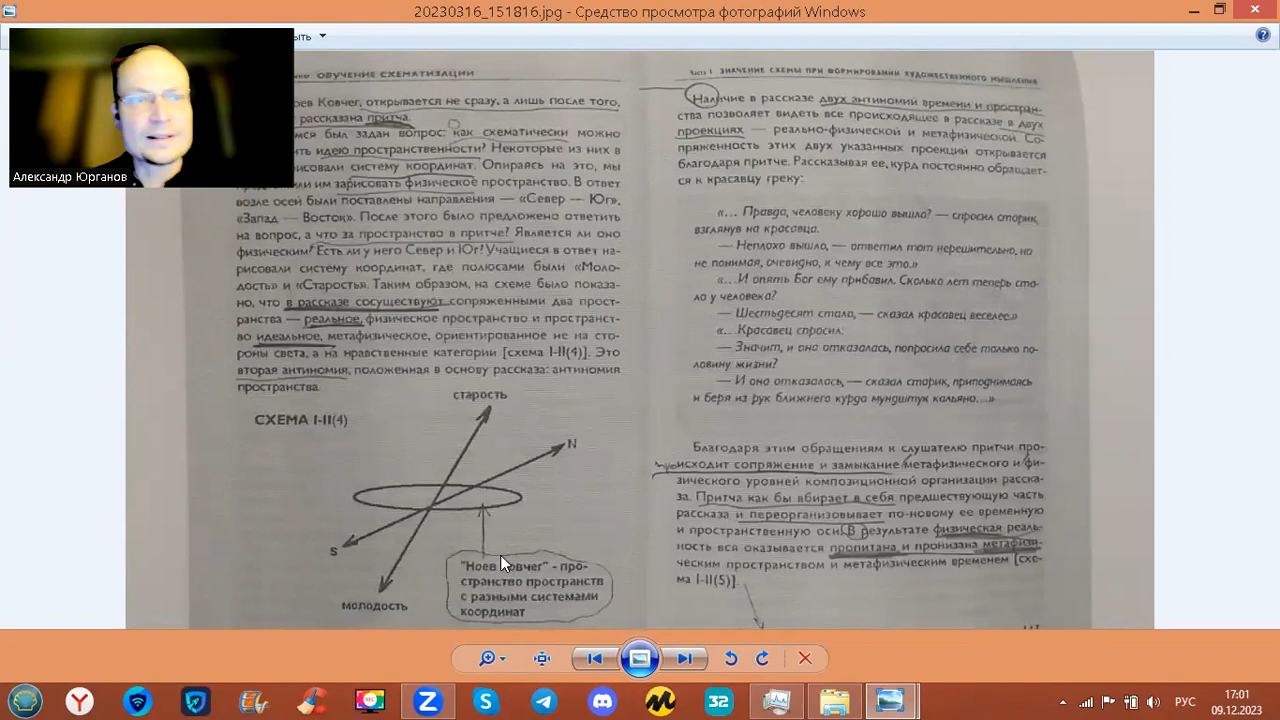 20230316_151816.jpg - Средство просмотра фотографий Windows
ыть
Александр Юрганов
ОБУЧЕНИЕ СХЕМАТИЗАЦИИ
Ковчег, открывается не сразу, а лишь после того,
рассказана притча.
мся был задан вопрос: как схематически можно
ить идею пространственности? Некоторые из них в
исовали систему координат. Опираясь на это, мы
им зарисовать физическое пространство. В ответ
возле осей были поставлены направления — «Север — Юг»,
«Запад — Восток». После этого было предложено ответить
на вопрос, а что за пространство в притче? Является ли оно
физическим? Есть ли у него Север и Юг? Учащиеся в ответ на-
рисовали систему координат, где полюсами были «Моло-
дость» и «Старость». Таким образом, на схеме было показа-
но, что в рассказе сосуществуют сопряженными два прост-
ранства — реальное, физическое пространство и пространст-
во идеальное, метафизическое, ориентированное не на сто-
роны света, а на нравственные категории [схема I-II(4)]. Это
вторая антиномия, положенная в основу рассказа: антиномия
пространства.
СХЕМА I-II(4)
старость
N
S
молодость
"Ноев Ковчег" - про-
странство пространств
с разными системами
координат
Часть I ЗНАЧЕНИЕ СХЕМЫ ПРИ ФОРМИРОВАНИИ ХУДОЖЕСТВЕННОГО МЫШЛЕНИЯ
Наличие в рассказе двух антиномии времени и простран-
ства позволяет видеть все происходящее в рассказе в двух
проекциях — реально-физической и метафизической. Со-
пряженность этих двух указанных проекции открывается
благодаря притче. Рассказывая ее, курд постоянно обращает-
ся к красавцу греку:
«... Правда, человеку хорошо вышло? — спросил старик,
взглянув на красавца.
— Неплохо вышло, — ответил тот нерешительно, но
не понимая, очевидно, к чему все это.»
«...И опять Бог ему прибавил. Сколько лет теперь ста-
ло у человека?
— Шестьдесят стало, — сказал красавец веселее.»
«...Красавец спросил:
— Значит, и она отказалась, попросила себе только по-
ловину жизни?
— И она отказалась, — сказал старик, приподнимаясь
и беря из рук ближнего курда мундштук кальяна...»
Благодаря этим обращениям к слушателю притчи про-
исходит сопряжение и замыкание метафизического и фи-
зического уровней композиционной организации расска-
за. Притча как бы вбирает в себя предшествующую часть
рассказа и переорганизовывает по-новому ее временную
и пространственную оси. В результате физическая реаль-
ность вся оказывается пропитана и пронизана метафизи-
ческим пространством и метафизическим временем [схе-
ма I-II(5)].
32
РУС
17:01
09.12.2023